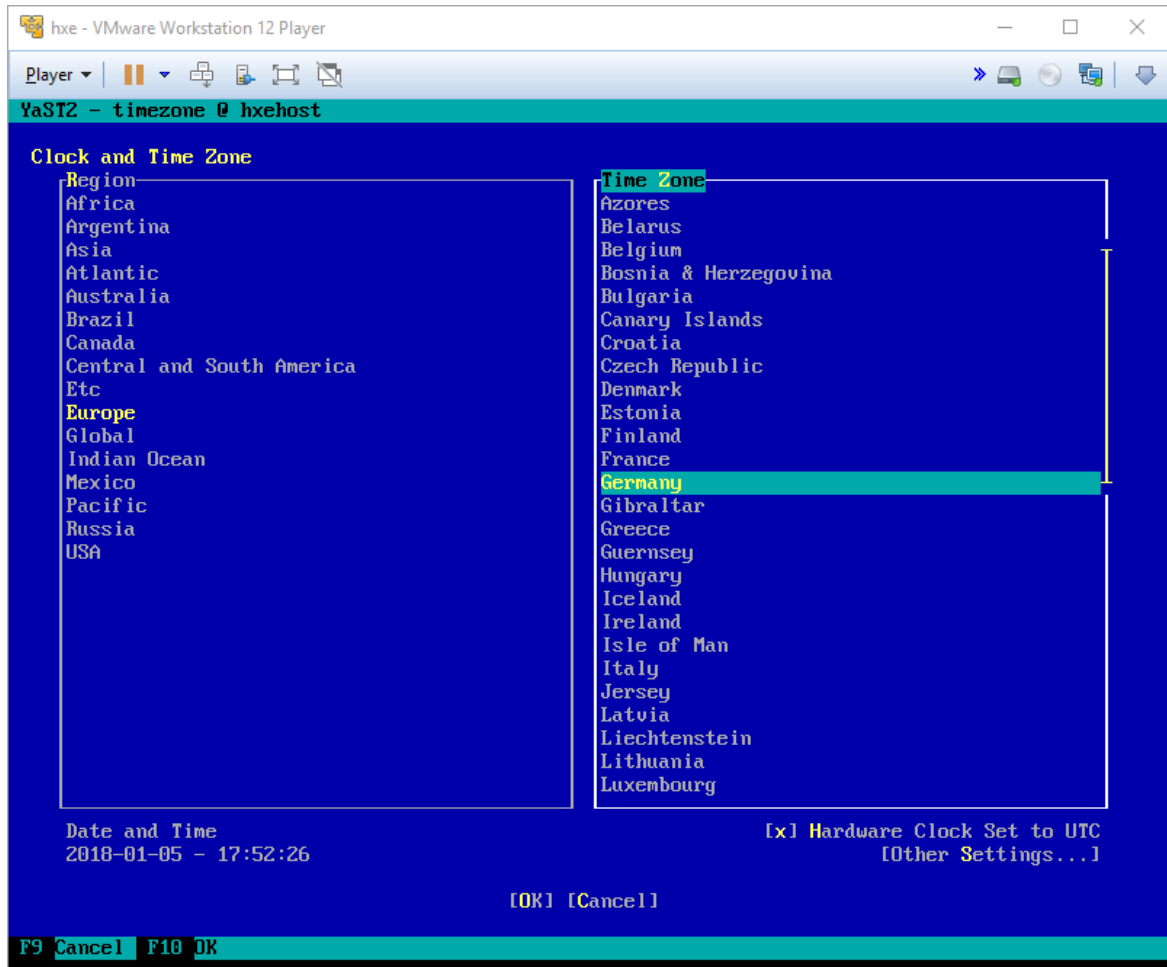 hxe - VMware Workstation 12 Player
Player
YaST2 - timezone @ hxehost
Clock and Time Zone
Region
Africa
Argentina
Asia
Atlantic
Australia
Brazil
Canada
Central and South America
Etc
Europe
Global
Indian Ocean
Mexico
Pacific
Russia
USA
Time Zone
Azores
Belarus
Belgium
Bosnia & Herzegovina
Bulgaria
Canary Islands
Croatia
Czech Republic
Denmark
Estonia
Finland
France
Germany
Gibraltar
Greece
Guernsey
Hungary
Iceland
Ireland
Isle of Man
Italy
Jersey
Latvia
Liechtenstein
Lithuania
Luxembourg
Date and Time
2018-01-05 - 17:52:26
[x] Hardware Clock Set to UTC
[Other Settings...]
[OK] [Cancel]
F9 Cancel F10 OK